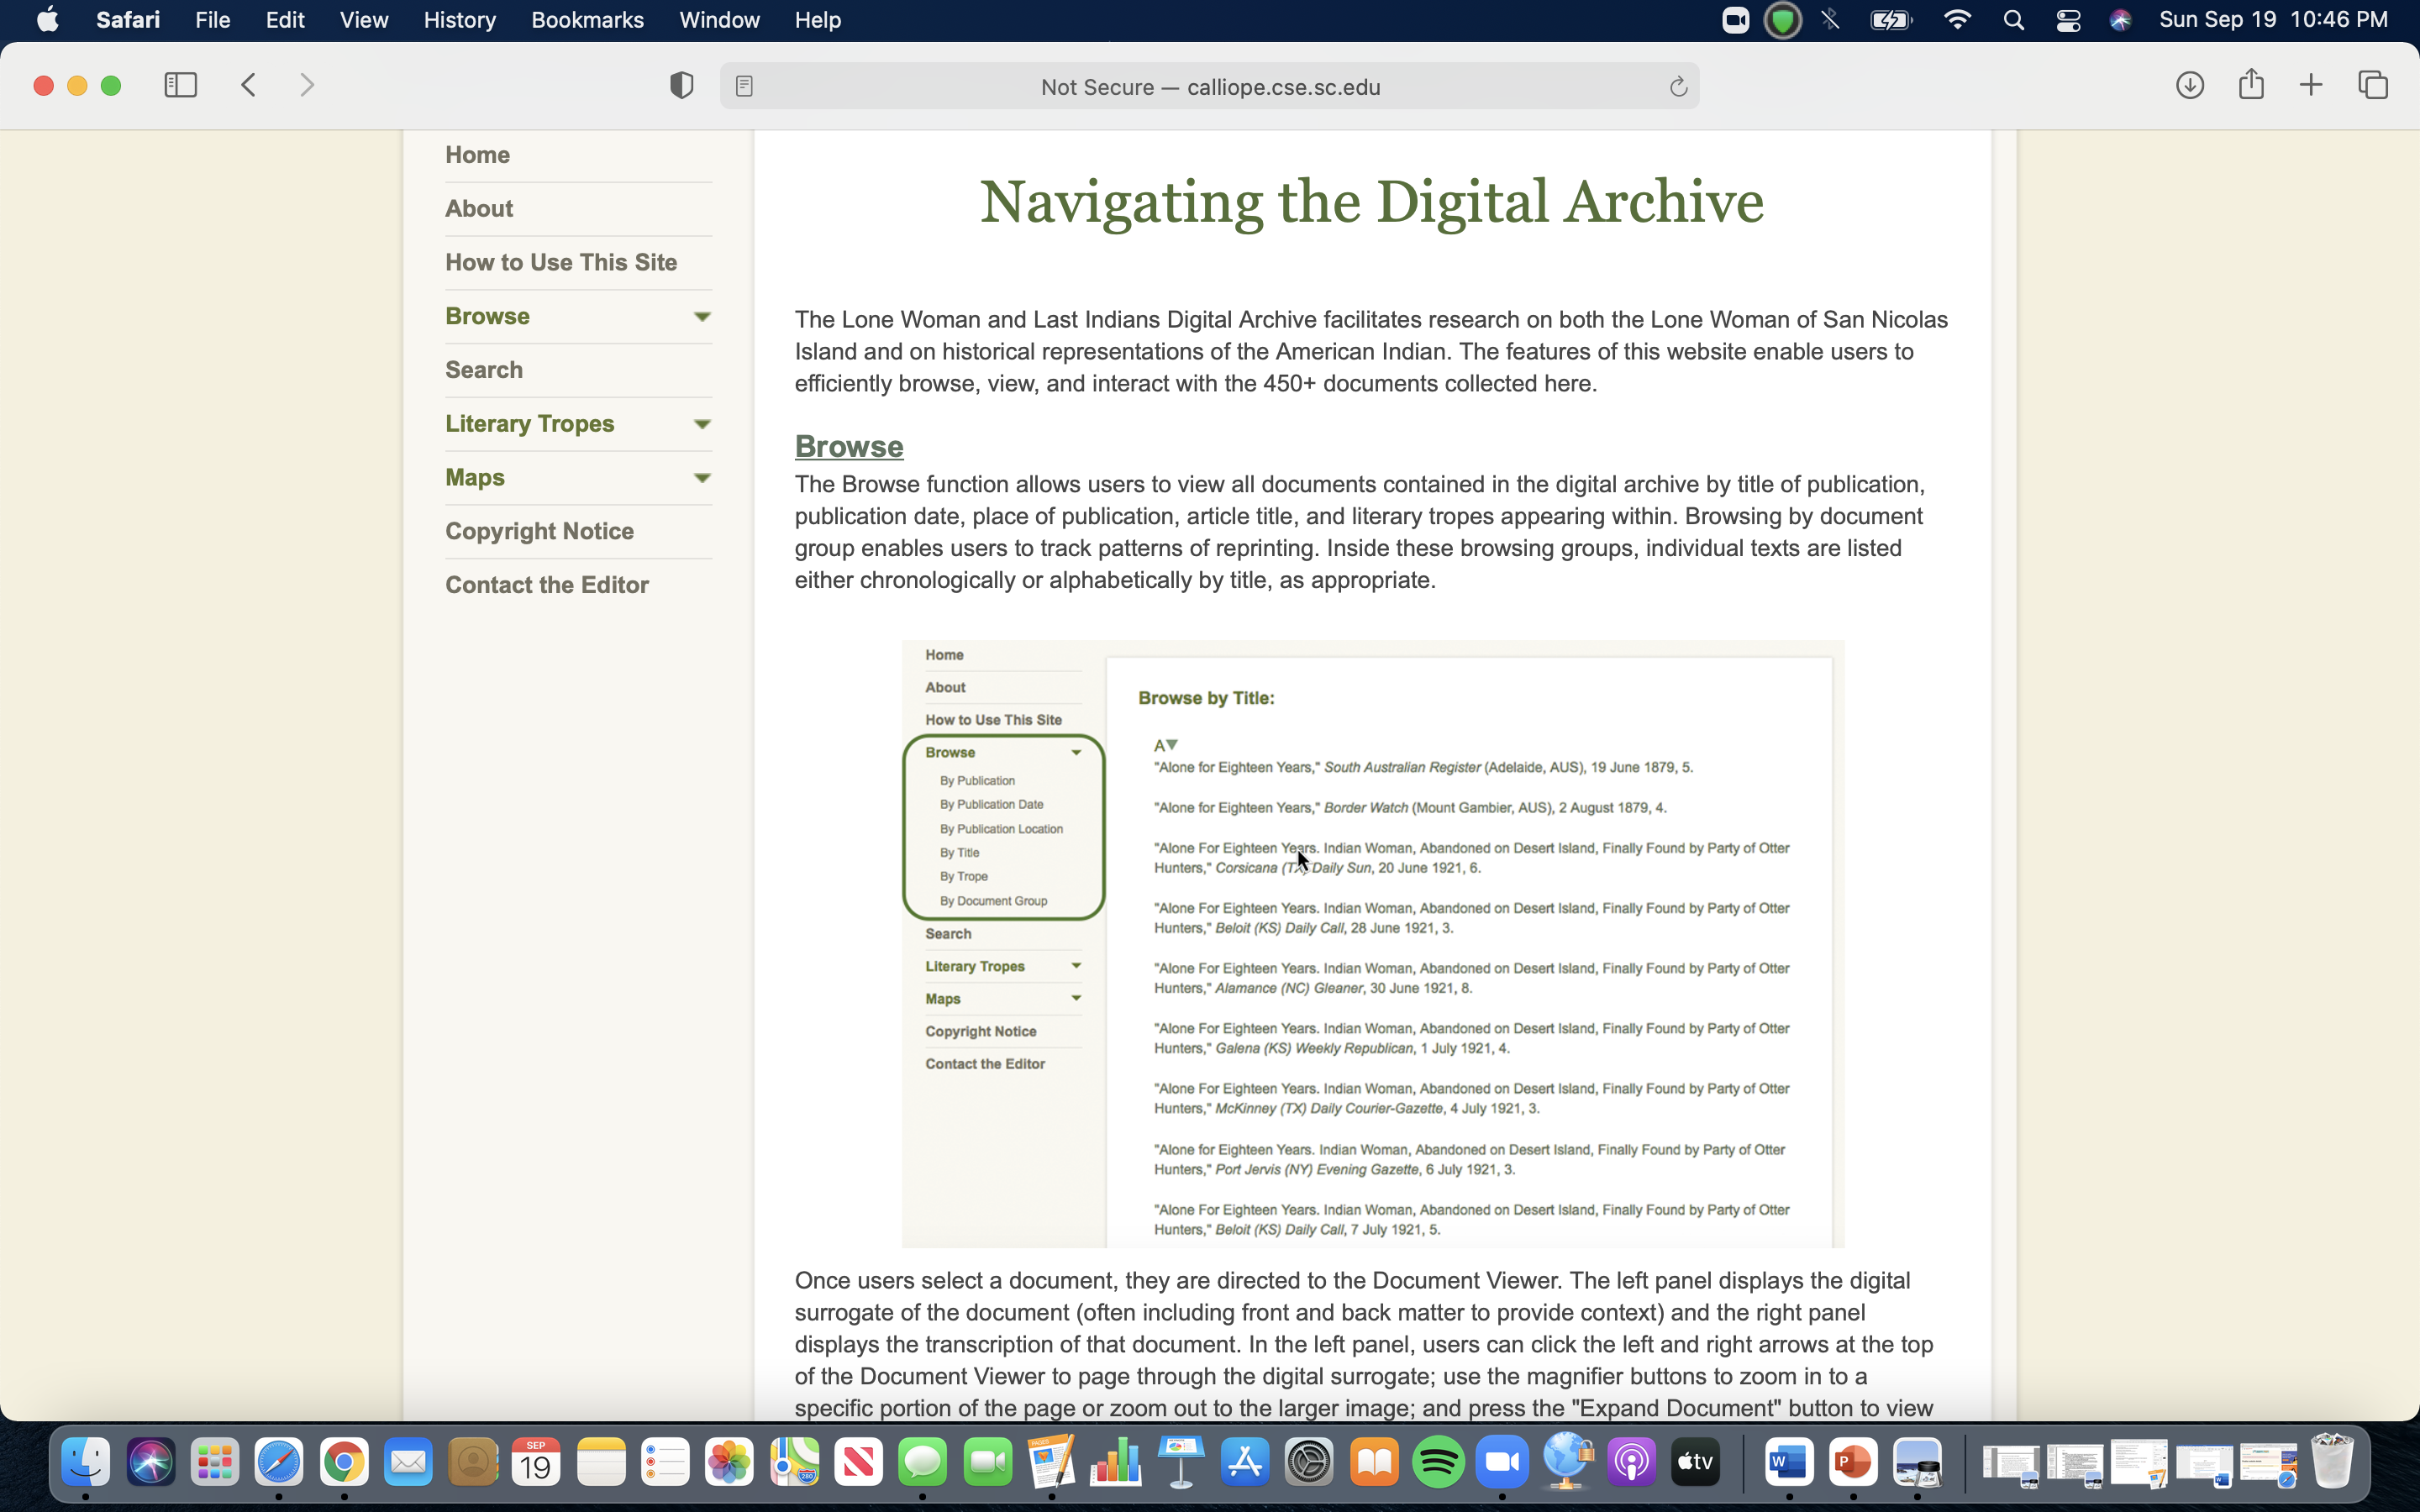 Safari File Edit View History Bookmarks Window Help Sun Sep 19 10:46 PM
Not Secure — calliope.cse.sc.edu
Home
About
How to Use This Site
Browse
Search
Literary Tropes
Maps
Copyright Notice
Contact the Editor
Navigating the Digital Archive
The Lone Woman and Last Indians Digital Archive facilitates research on both the Lone Woman of San Nicolas
Island and on historical representations of the American Indian. The features of this website enable users to
efficiently browse, view, and interact with the 450+ documents collected here.
Browse
The Browse function allows users to view all documents contained in the digital archive by title of publication,
publication date, place of publication, article title, and literary tropes appearing within. Browsing by document
group enables users to track patterns of reprinting. Inside these browsing groups, individual texts are listed
either chronologically or alphabetically by title, as appropriate.
Home
About
How to Use This Site
Browse
By Publication
By Publication Date
By Publication Location
By Title
By Trope
By Document Group
Search
Literary Tropes
Maps
Copyright Notice
Contact the Editor
Browse by Title:
A▼
"Alone for Eighteen Years," South Australian Register (Adelaide, AUS), 19 June 1879, 5.
"Alone for Eighteen Years," Border Watch (Mount Gambier, AUS), 2 August 1879, 4.
"Alone For Eighteen Years. Indian Woman, Abandoned on Desert Island, Finally Found by Party of Otter
Hunters," Corsicana (TX) Daily Sun, 20 June 1921, 6.
"Alone For Eighteen Years. Indian Woman, Abandoned on Desert Island, Finally Found by Party of Otter
Hunters," Beloit (KS) Daily Call, 28 June 1921, 3.
"Alone For Eighteen Years. Indian Woman, Abandoned on Desert Island, Finally Found by Party of Otter
Hunters," Alamance (NC) Gleaner, 30 June 1921, 8.
"Alone For Eighteen Years. Indian Woman, Abandoned on Desert Island, Finally Found by Party of Otter
Hunters," Galena (KS) Weekly Republican, 1 July 1921, 4.
"Alone For Eighteen Years. Indian Woman, Abandoned on Desert Island, Finally Found by Party of Otter
Hunters," McKinney (TX) Daily Courier-Gazette, 4 July 1921, 3.
"Alone for Eighteen Years. Indian Woman, Abandoned on Desert Island, Finally Found by Party of Otter
Hunters," Port Jervis (NY) Evening Gazette, 6 July 1921, 3.
"Alone For Eighteen Years. Indian Woman, Abandoned on Desert Island, Finally Found by Party of Otter
Hunters," Beloit (KS) Daily Call, 7 July 1921, 5.
Once users select a document, they are directed to the Document Viewer. The left panel displays the digital
surrogate of the document (often including front and back matter to provide context) and the right panel
displays the transcription of that document. In the left panel, users can click the left and right arrows at the top
of the Document Viewer to page through the digital surrogate; use the magnifier buttons to zoom in to a
specific portion of the page or zoom out to the larger image; and press the "Expand Document" button to view
SEP
19
PAGES
280
tv
W
P